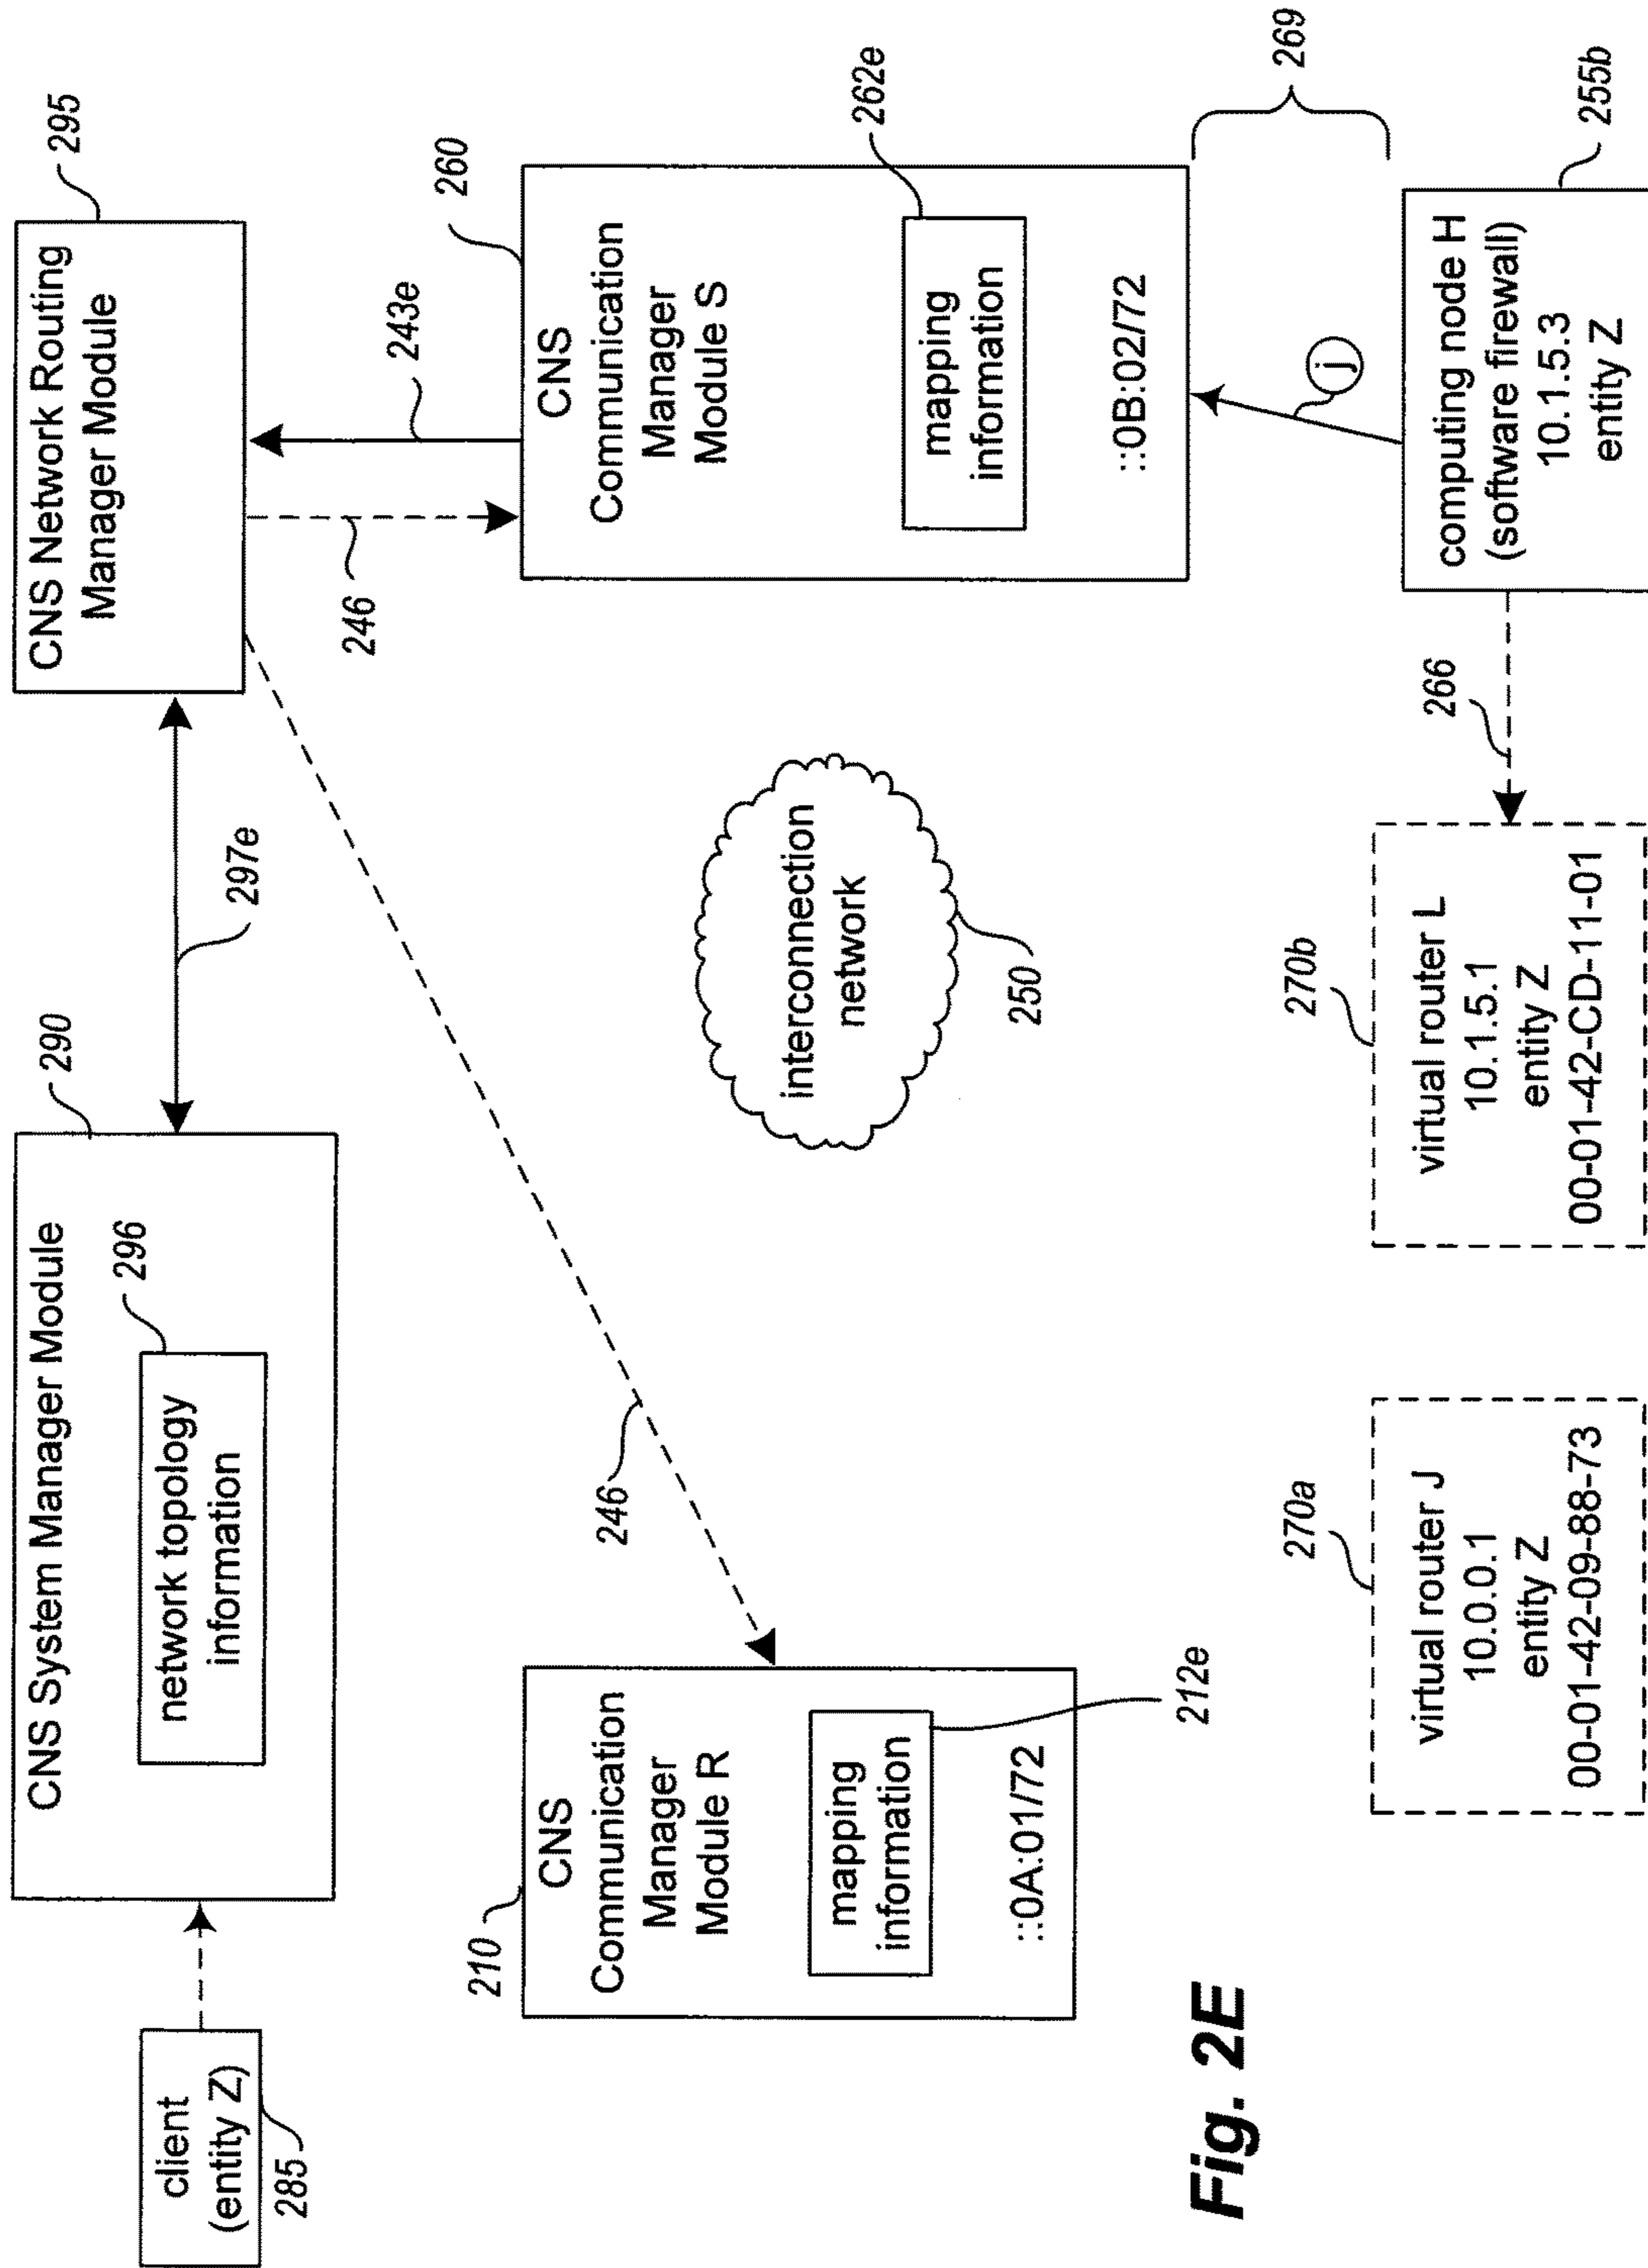 client
(entity Z)
285
CNS System Manager Module
290
network topology
information
296
297e
CNS Network Routing
Manager Module
295
246
243e
246
210
CNS
Communication
Manager
Module R
mapping
information
::0A:01/72
212e
interconnection
network
250
260
CNS
Communication
Manager
Module S
mapping
information
::0B:02/72
262e
269
j
270a
virtual router J
10.0.0.1
entity Z
00-01-42-09-88-73
270b
virtual router L
10.1.5.1
entity Z
00-01-42-CD-11-01
266
computing node H
(software firewall)
10.1.5.3
entity Z
255b
Fig. 2E